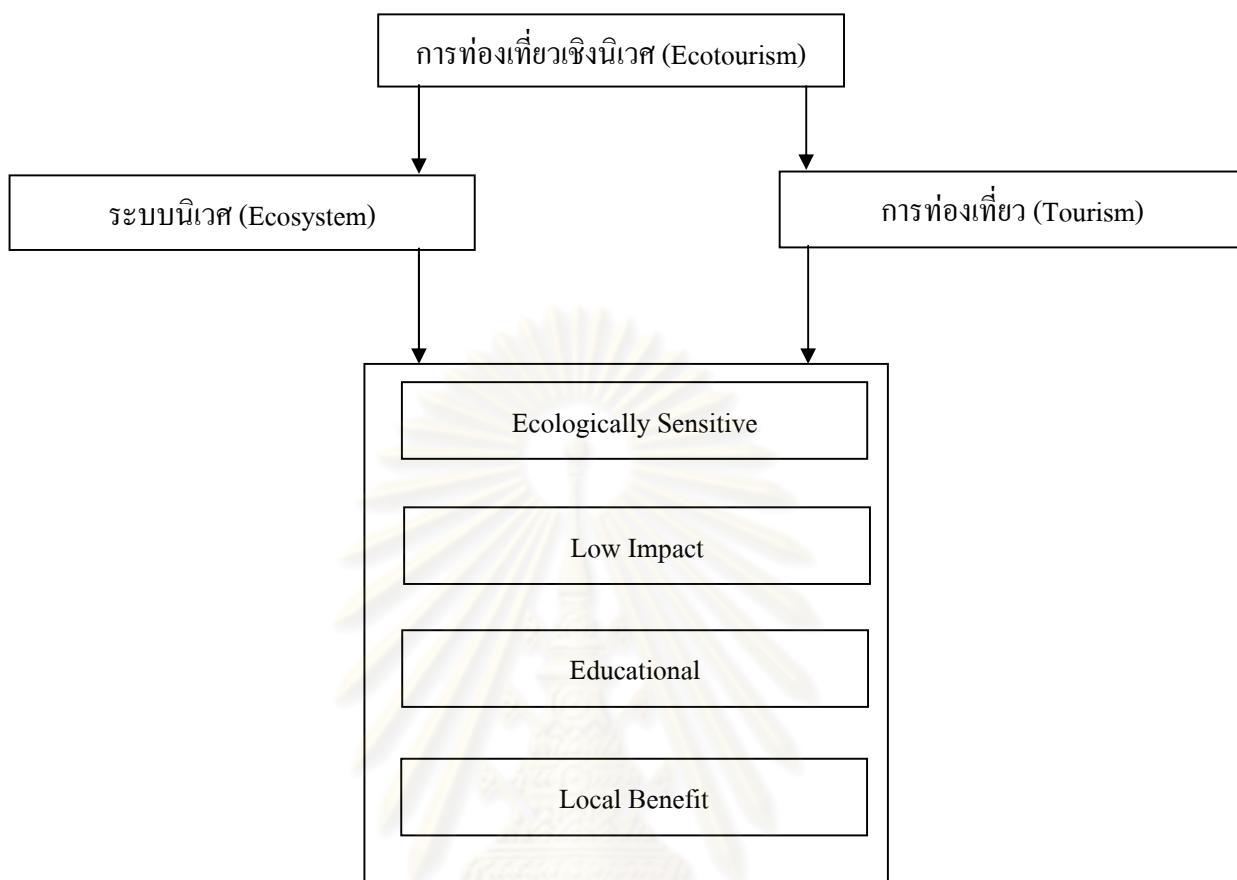 การท่องเที่ยวเชิงนิเวศ (Ecotourism)
ระบบนิเวศ (Ecosystem)
การท่องเที่ยว (Tourism)
Ecologically Sensitive
Low Impact
Educational
Local Benefit